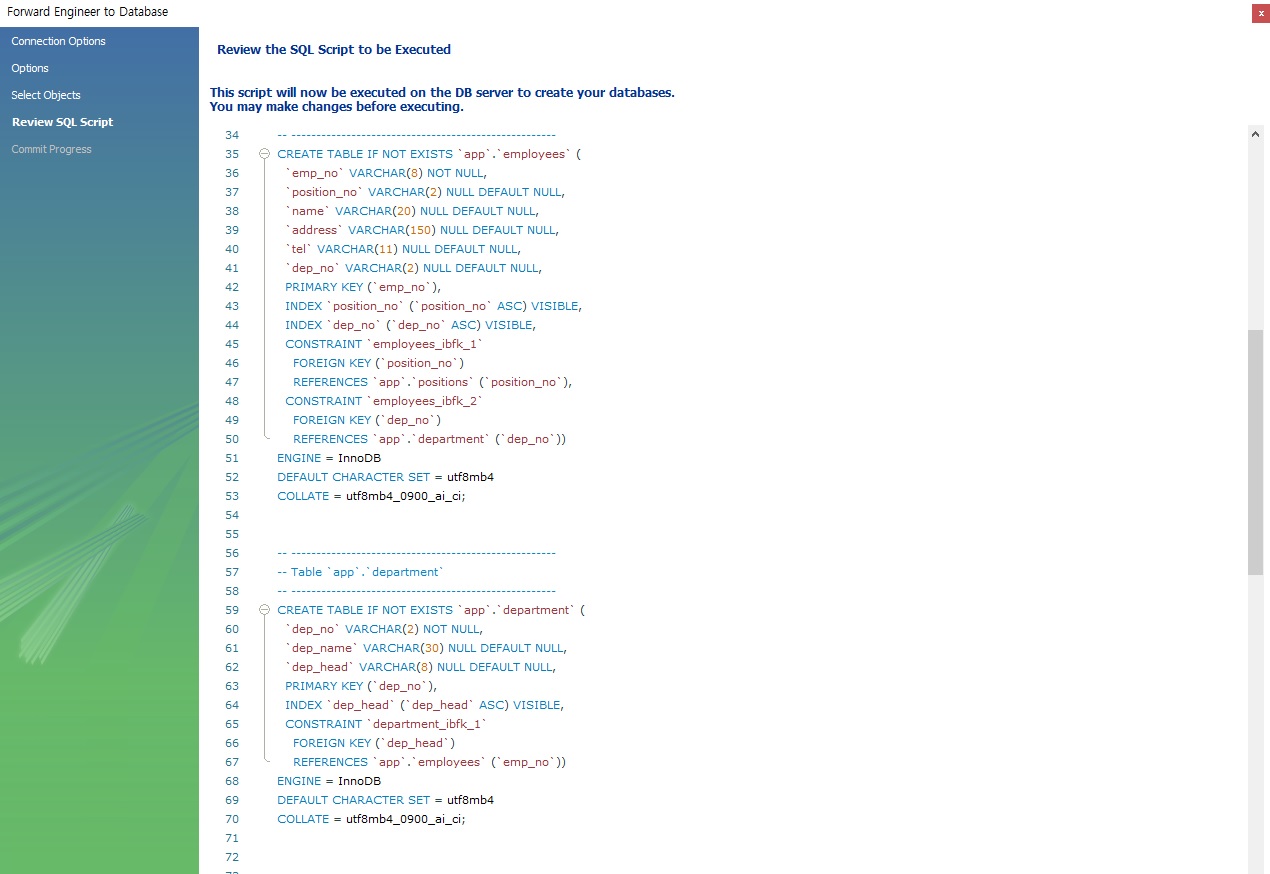 Forward Engineer to Database
x
Connection Options
Options
Select Objects
Review SQL Script
Commit Progress
Review the SQL Script to be Executed
This script will now be executed on the DB server to create your databases.
You may make changes before executing.
34 -- -----------------------------------------------------
35 CREATE TABLE IF NOT EXISTS `app`.`employees` (
36 `emp_no` VARCHAR(8) NOT NULL,
37 `position_no` VARCHAR(2) NULL DEFAULT NULL,
38 `name` VARCHAR(20) NULL DEFAULT NULL,
39 `address` VARCHAR(150) NULL DEFAULT NULL,
40 `tel` VARCHAR(11) NULL DEFAULT NULL,
41 `dep_no` VARCHAR(2) NULL DEFAULT NULL,
42 PRIMARY KEY (`emp_no`),
43 INDEX `position_no` (`position_no` ASC) VISIBLE,
44 INDEX `dep_no` (`dep_no` ASC) VISIBLE,
45 CONSTRAINT `employees_ibfk_1`
46 FOREIGN KEY (`position_no`)
47 REFERENCES `app`.`positions` (`position_no`),
48 CONSTRAINT `employees_ibfk_2`
49 FOREIGN KEY (`dep_no`)
50 REFERENCES `app`.`department` (`dep_no`))
51 ENGINE = InnoDB
52 DEFAULT CHARACTER SET = utf8mb4
53 COLLATE = utf8mb4_0900_ai_ci;
54
55
56 -- -----------------------------------------------------
57 -- Table `app`.`department`
58 -- -----------------------------------------------------
59 CREATE TABLE IF NOT EXISTS `app`.`department` (
60 `dep_no` VARCHAR(2) NOT NULL,
61 `dep_name` VARCHAR(30) NULL DEFAULT NULL,
62 `dep_head` VARCHAR(8) NULL DEFAULT NULL,
63 PRIMARY KEY (`dep_no`),
64 INDEX `dep_head` (`dep_head` ASC) VISIBLE,
65 CONSTRAINT `department_ibfk_1`
66 FOREIGN KEY (`dep_head`)
67 REFERENCES `app`.`employees` (`emp_no`))
68 ENGINE = InnoDB
69 DEFAULT CHARACTER SET = utf8mb4
70 COLLATE = utf8mb4_0900_ai_ci;
71
72